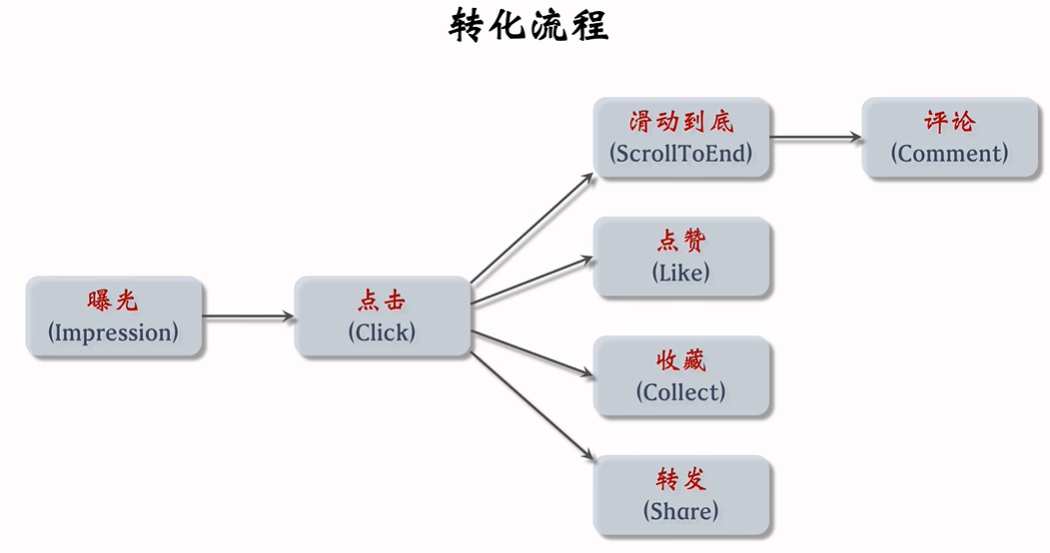 转化流程
曝光
(Impression)
点击
(Click)
滑动到底
(ScrollToEnd)
评论
(Comment)
点赞
(Like)
收藏
(Collect)
转发
(Share)